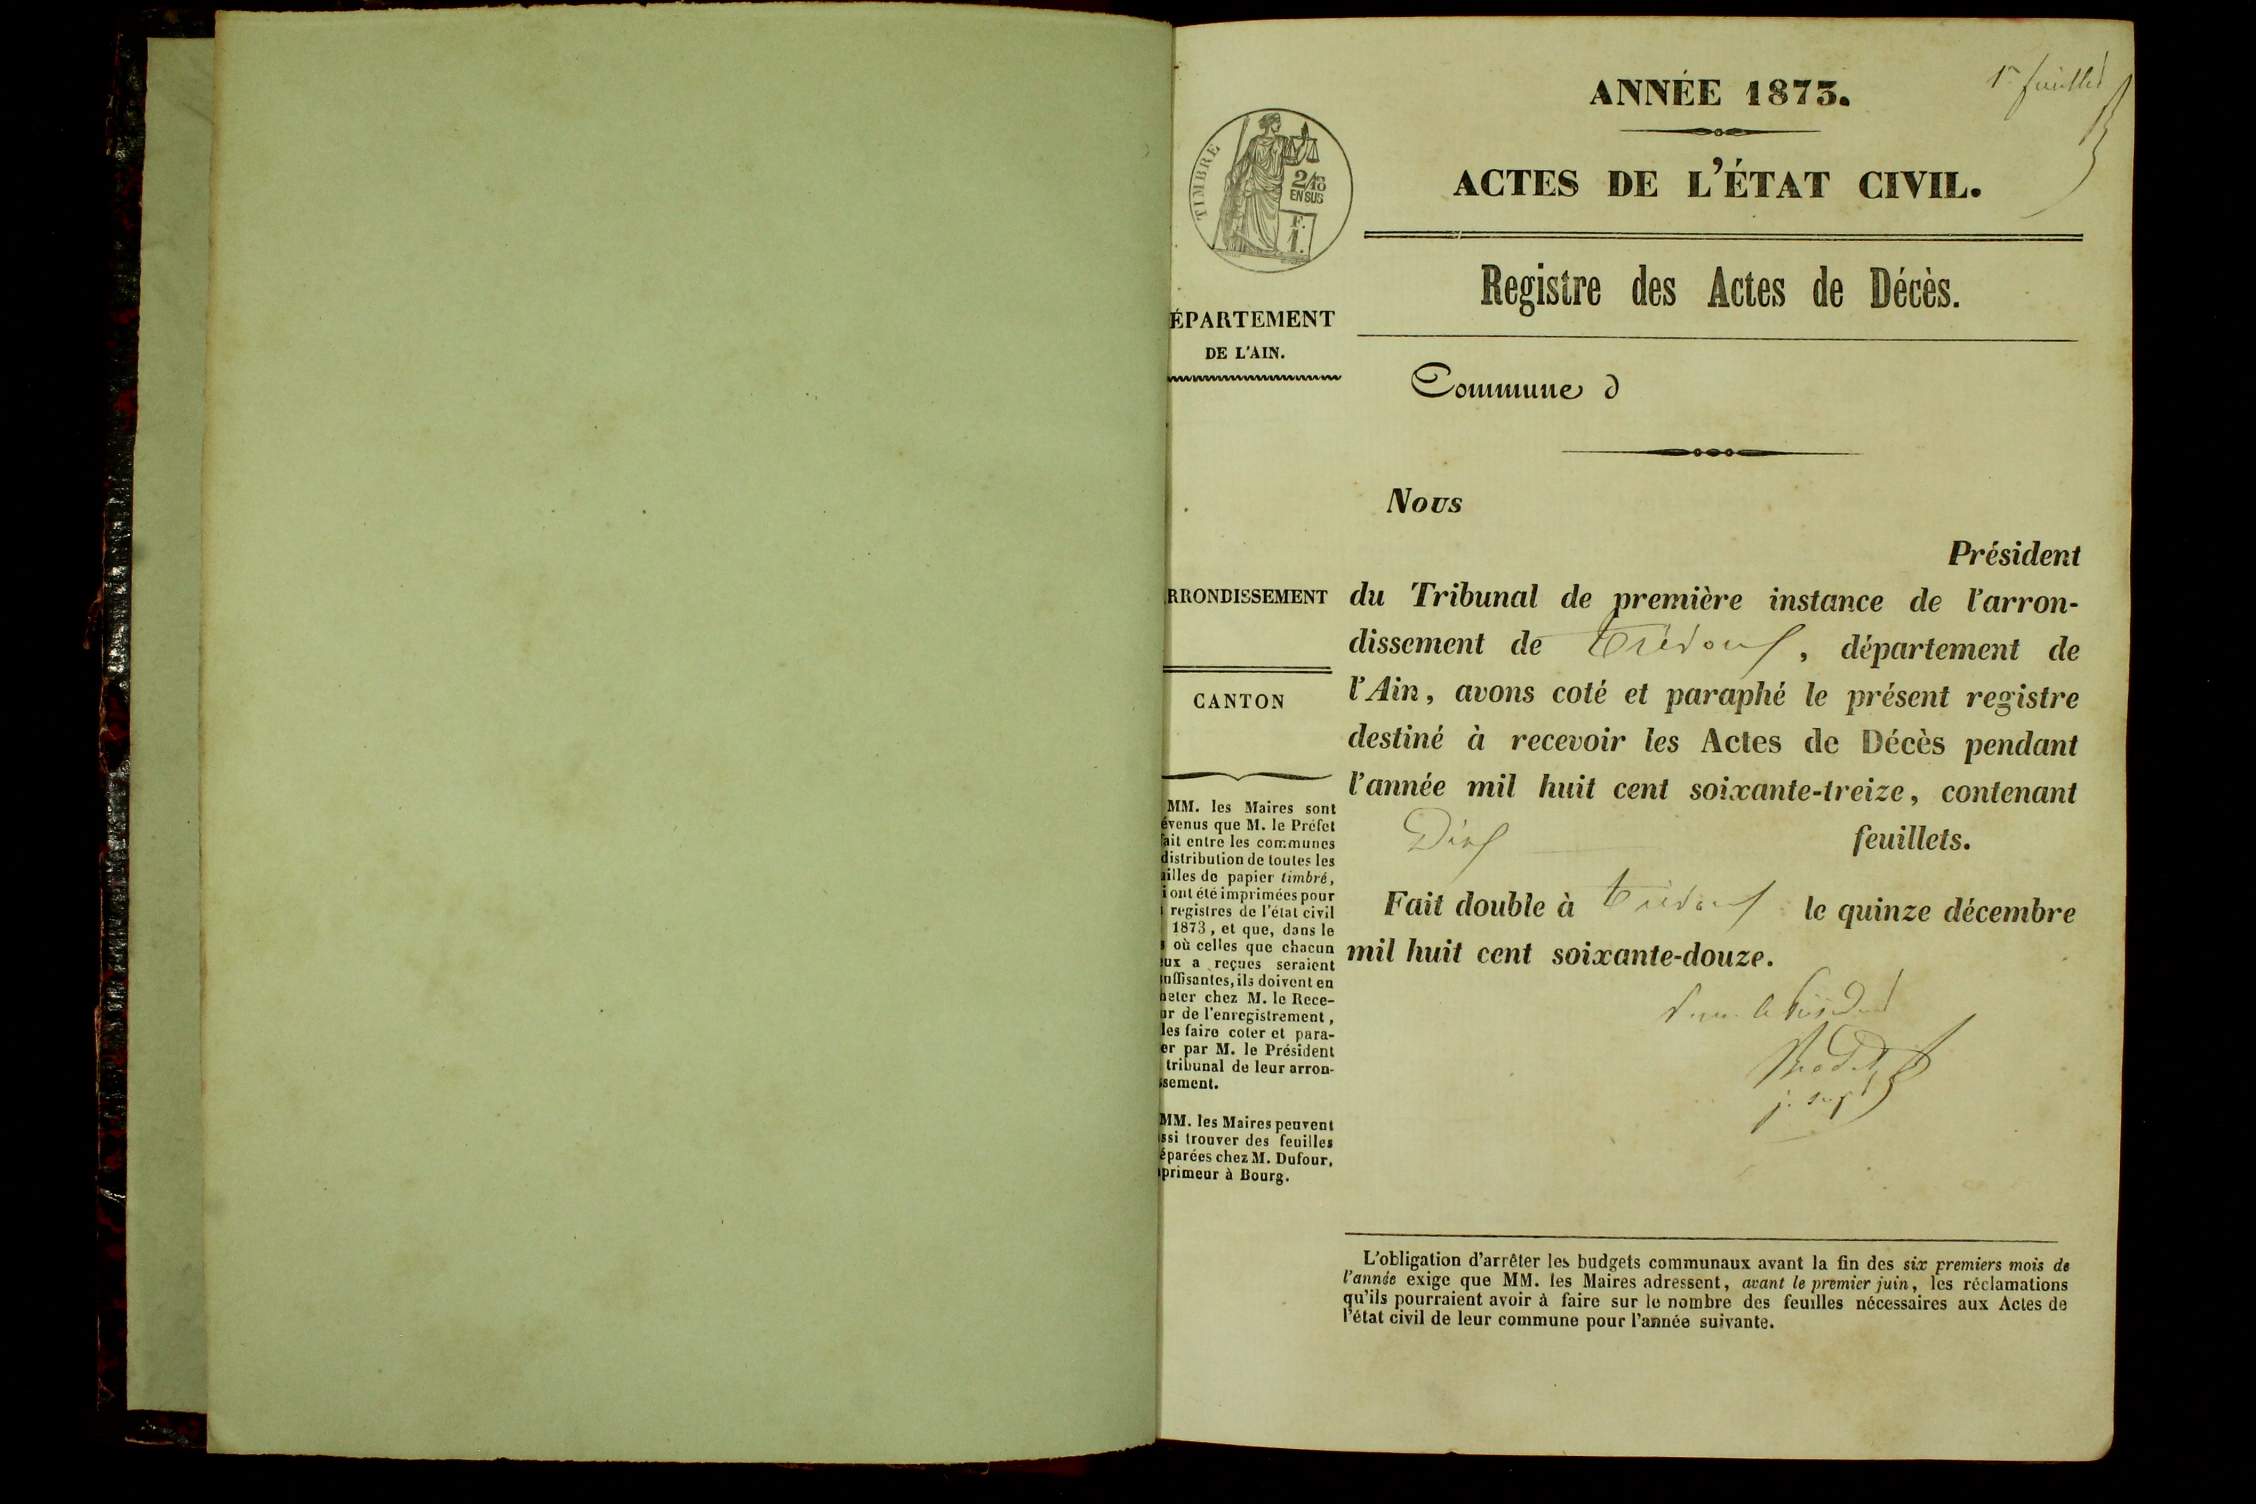 ANNÉE 1873.
1er feuillet
ACTES DE L'ÉTAT CIVIL.
TIMBRE
2/10
EN SUS
F.
1.
Registre des Actes de Décès.
ÉPARTEMENT
DE L'AIN.
Commune d
Nous
Président
RRONDISSEMENT
du Tribunal de première instance de l'arron-
dissement de Trévoux, département de
l'Ain, avons coté et paraphé le présent registre
destiné à recevoir les Actes de Décès pendant
l'année mil huit cent soixante-treize, contenant
Dix feuillets.
Fait double à Trévoux le quinze décembre
mil huit cent soixante-douze.
CANTON
MM. les Maires sont
évenus que M. le Préfet
fait entre les communes
distribution de toutes les
uilles de papier timbré,
i ont été imprimées pour
registres de l'état civil
1873, et que, dans le
s où celles que chacun
eux a reçues seraient
nsuffisantes, ils doivent en
heter chez M. le Rece-
ur de l'enregistrement,
les faire coter et para-
er par M. le Président
tribunal de leur arron-
ssement.
MM. les Maires peuvent
ssi trouver des feuilles
éparées chez M. Dufour,
primeur à Bourg.
Pour le Président
L'obligation d'arrêter les budgets communaux avant la fin des six premiers mois de
l'année exige que MM. les Maires adressent, avant le premier juin, les réclamations
qu'ils pourraient avoir à faire sur le nombre des feuilles nécessaires aux Actes de
l'état civil de leur commune pour l'année suivante.